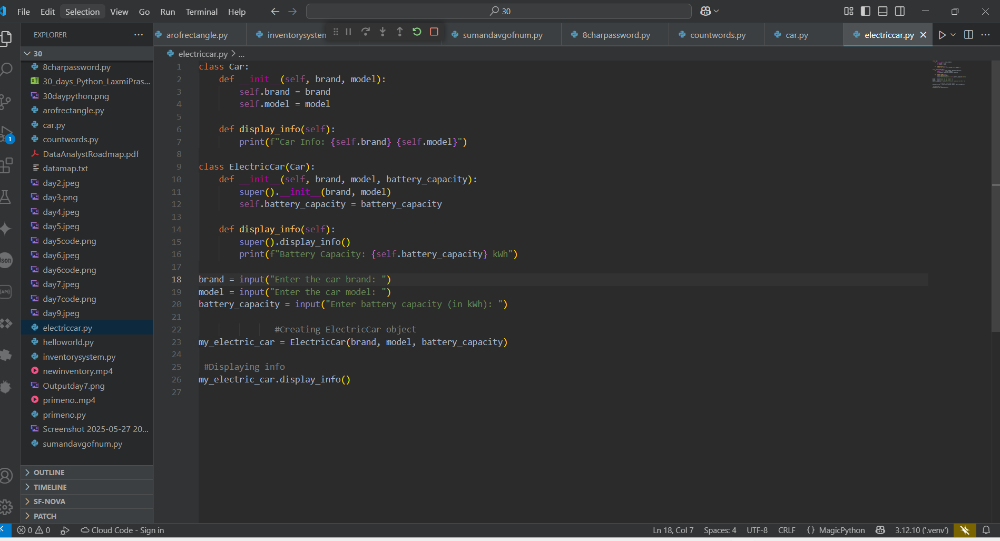 File Edit Selection View Go Run Terminal Help
30
EXPLORER
arofrectangle.py
sumandavgofnum.py
8charpassword.py
countwords.py
car.py
electriccar.py
30
electriccar.py > ...
8charpassword.py
30_days_Python_LaxmiPras...
30daypython.png
arofrectangle.py
car.py
countwords.py
DataAnalystRoadmap.pdf
datamap.txt
day2.jpeg
day3.png
day4.jpeg
day5.jpeg
day5code.png
day6.jpeg
day6code.png
day7.jpeg
day7code.png
day9.jpeg
electriccar.py
helloworld.py
inventorysystem.py
newinventory.mp4
Outputday7.png
primeno..mp4
primeno.py
Screenshot 2025-05-27 20...
sumandavgofnum.py
OUTLINE
TIMELINE
SF-NOVA
PATCH
1
1 class Car:
2 def __init__(self, brand, model):
3 self.brand = brand
4 self.model = model
5
6 def display_info(self):
7 print(f"Car Info: {self.brand} {self.model}")
8
9 class ElectricCar(Car):
10 def __init__(self, brand, model, battery_capacity):
11 super().__init__(brand, model)
12 self.battery_capacity = battery_capacity
13
14 def display_info(self):
15 super().display_info()
16 print(f"Battery Capacity: {self.battery_capacity} kWh")
17
18 brand = input("Enter the car brand: ")
19 model = input("Enter the car model: ")
20 battery_capacity = input("Enter battery capacity (in kWh): ")
21
22 #Creating ElectricCar object
23 my_electric_car = ElectricCar(brand, model, battery_capacity)
24
25 #Displaying info
26 my_electric_car.display_info()
27
0 0 Cloud Code - Sign in Ln 18, Col 7 Spaces: 4 UTF-8 CRLF {} MagicPython 3.12.10 ('.venv')